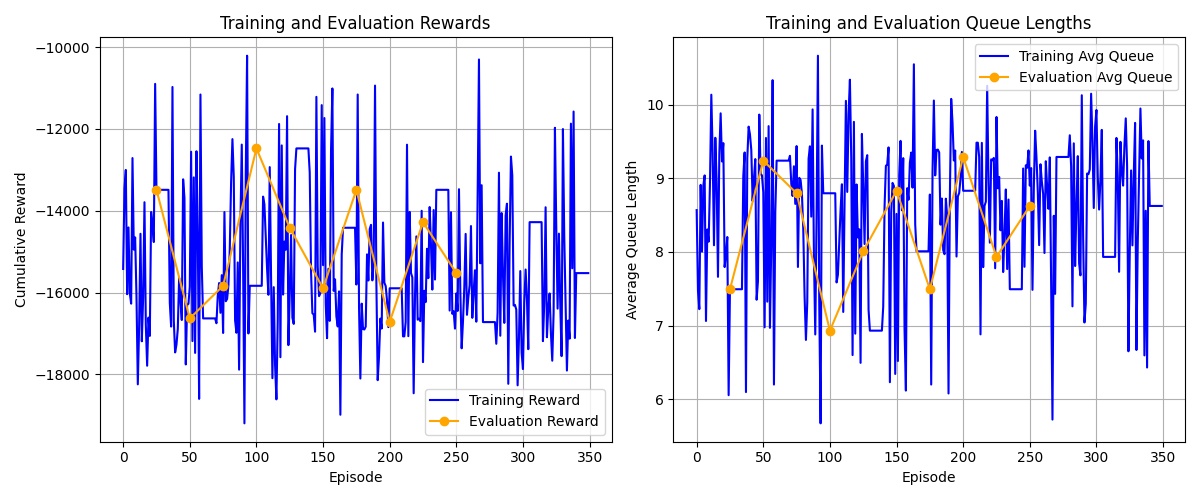 Training and Evaluation Rewards
Cumulative Reward
−10000
−12000
−14000
−16000
−18000
0 50 100 150 200 250 300 350
Episode
Training Reward
Evaluation Reward
Training and Evaluation Queue Lengths
Average Queue Length
10
9
8
7
6
0 50 100 150 200 250 300 350
Episode
Training Avg Queue
Evaluation Avg Queue